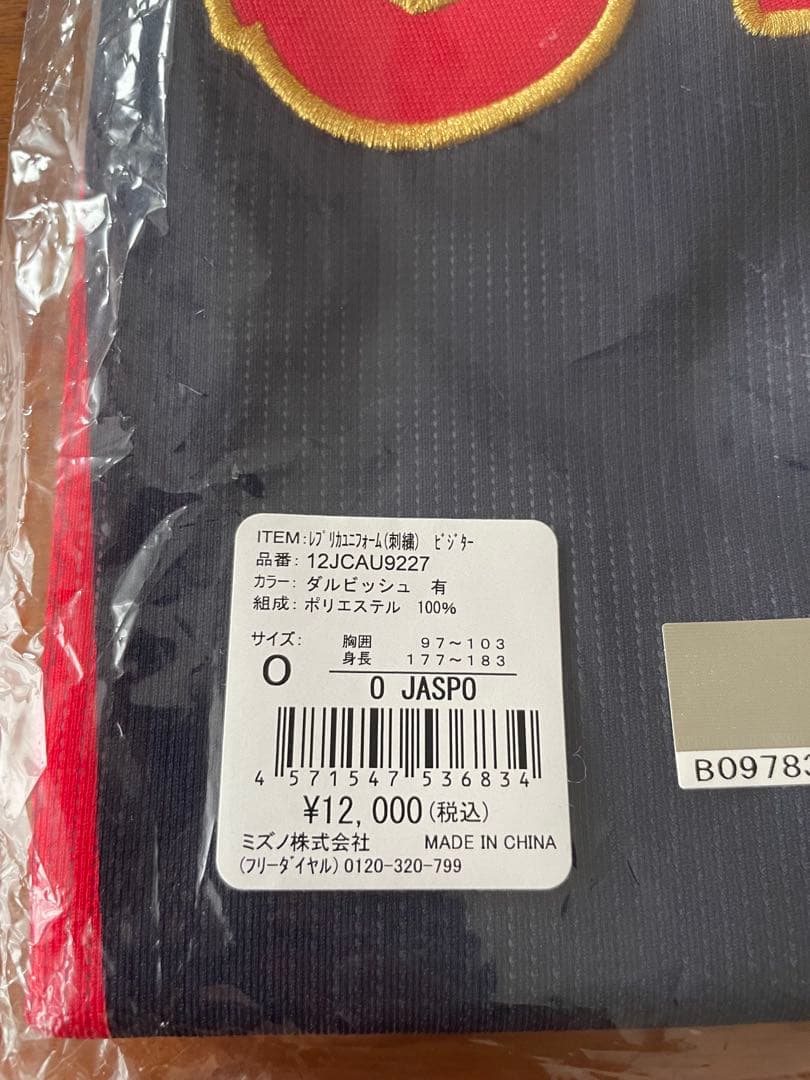 ITEM:ﾚﾌﾟﾘｶﾕﾆﾌｫｰﾑ(刺繍) ﾋﾞｼﾞﾀｰ
品番: 12JCAU9227
カラー: ダルビッシュ 有
組成: ポリエステル 100%
サイズ: 胸囲 97～103
O 身長 177～183
O JASPO
4 571547 536834
¥12,000(税込)
ミズノ株式会社 MADE IN CHINA
(フリーダイヤル) 0120-320-799
B09783